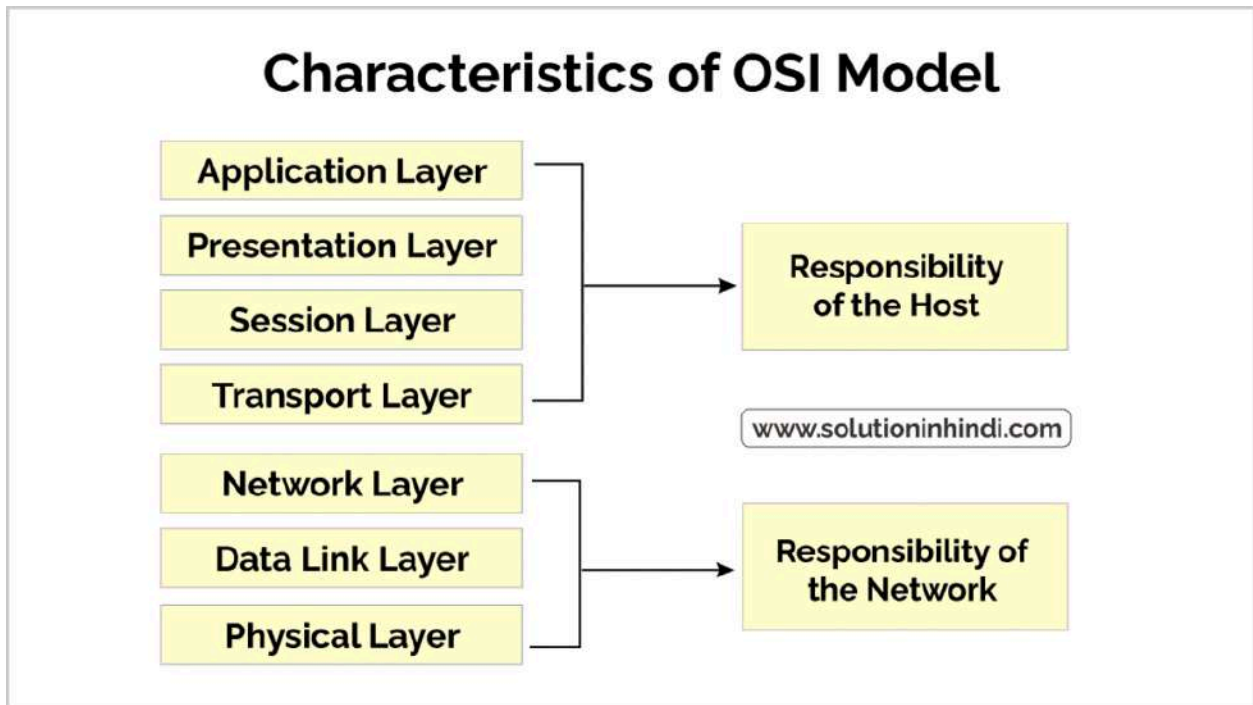 Characteristics of OSI Model
Application Layer
Presentation Layer
Session Layer
Transport Layer
Responsibility
of the Host
www.solutioninhindi.com
Network Layer
Data Link Layer
Physical Layer
Responsibility of
the Network